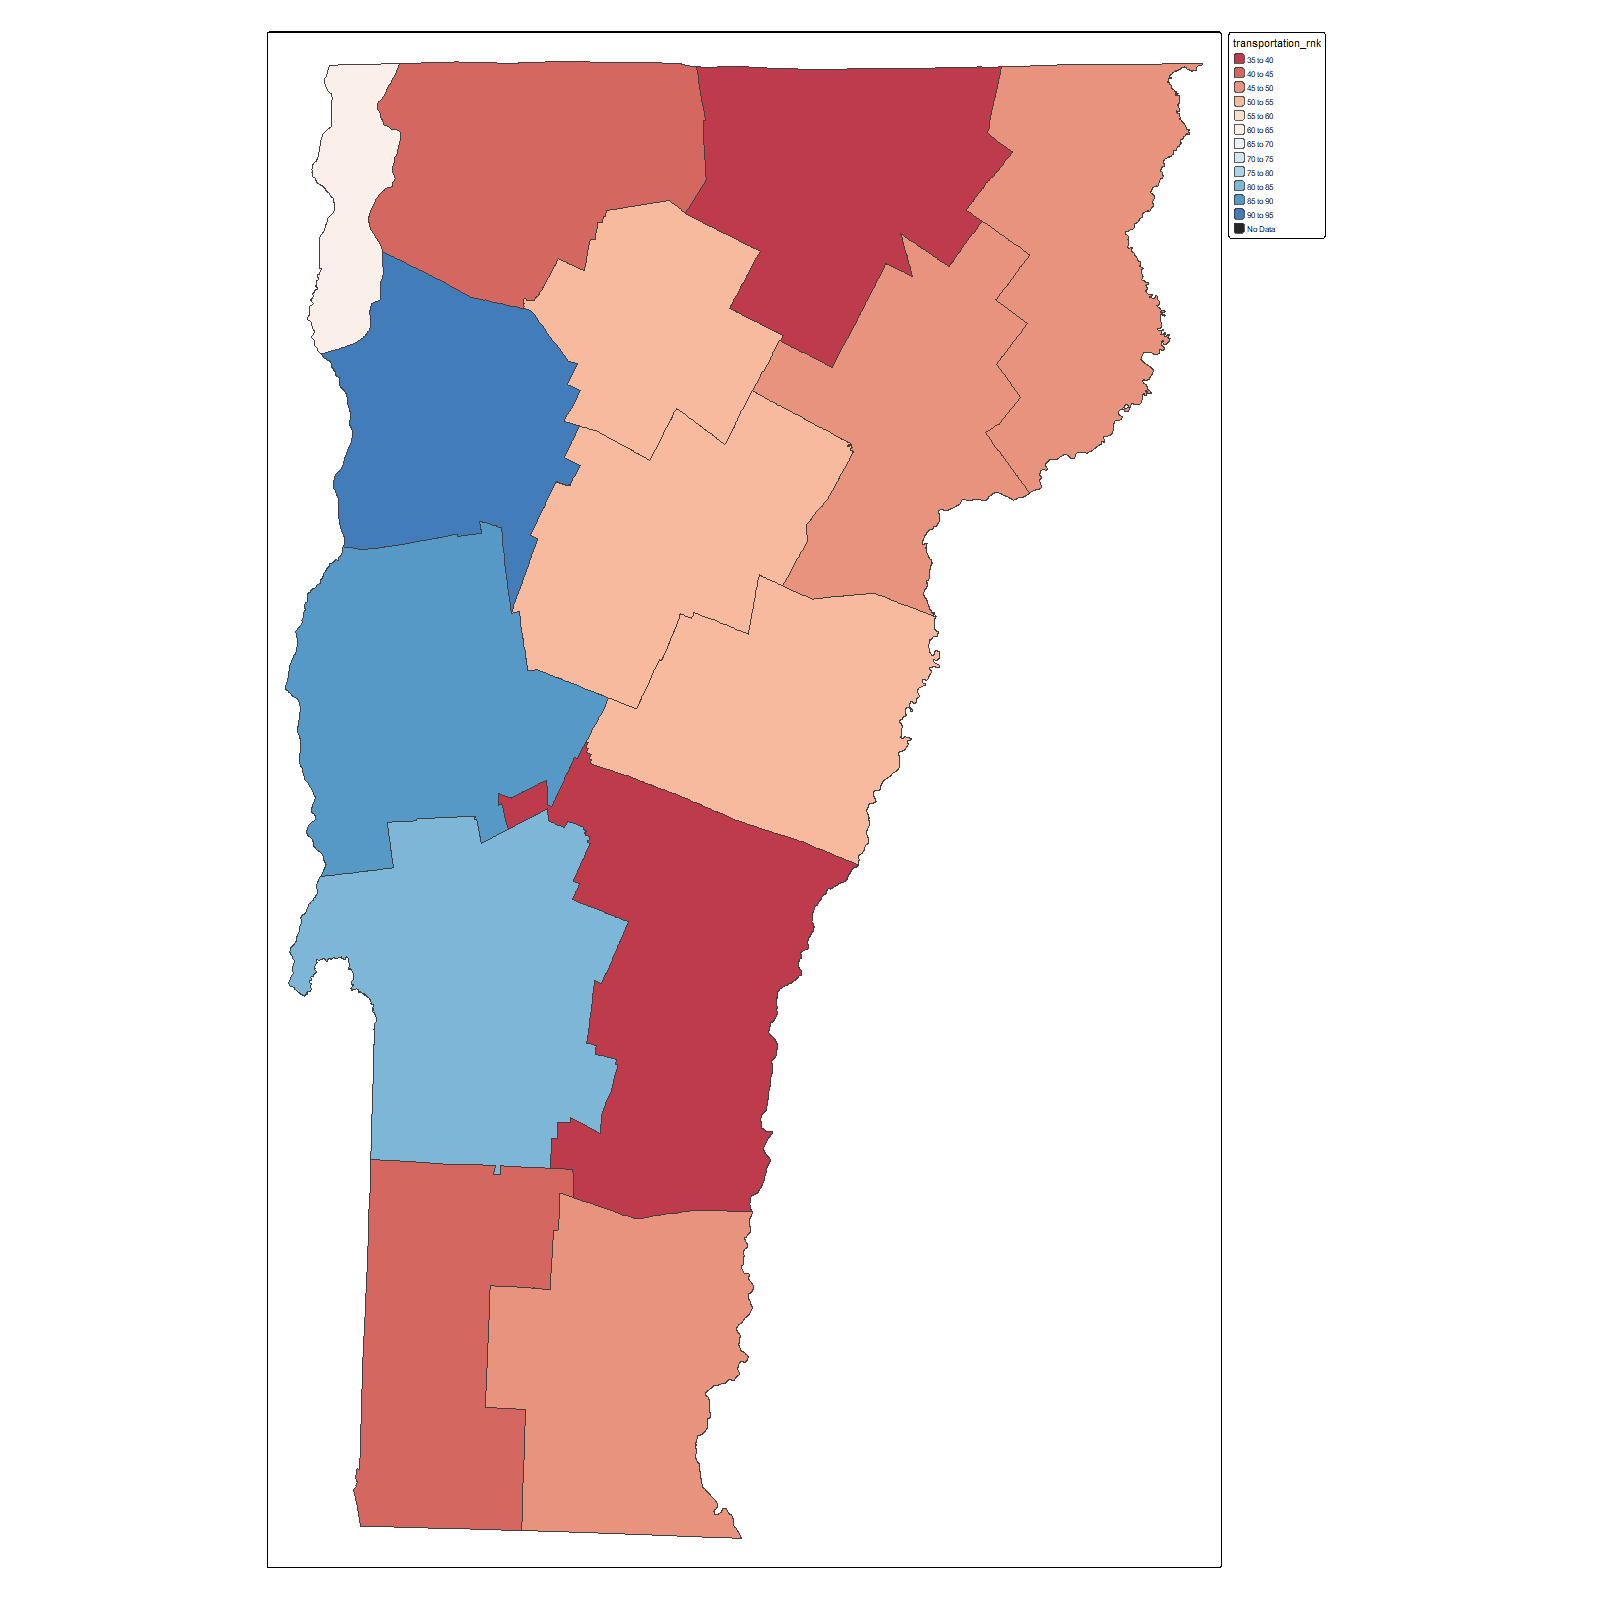 transportation_rnk
35 to 40
40 to 45
45 to 50
50 to 55
55 to 60
60 to 65
65 to 70
70 to 75
75 to 80
80 to 85
85 to 90
90 to 95
No Data